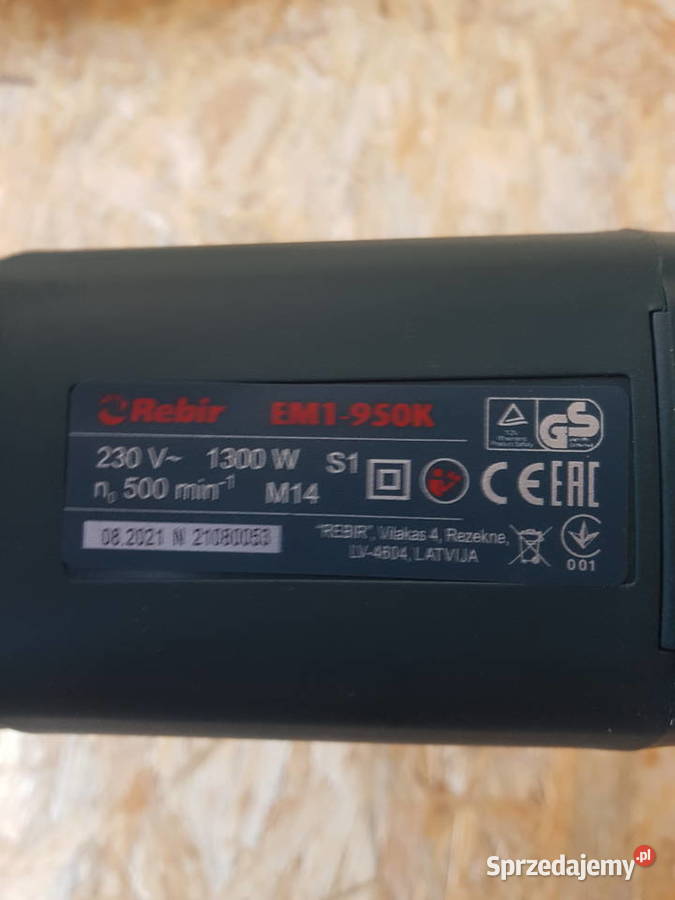 Rebir EM1-950K
230 V~ 1300 W S1
n₀ 500 min⁻¹ M14
08.2021 N 21080053
"REBIR", Vilakas 4, Rezekne,
LV-4604, LATVIJA
GS
CE EAC
001
Sprzedajemy.pl